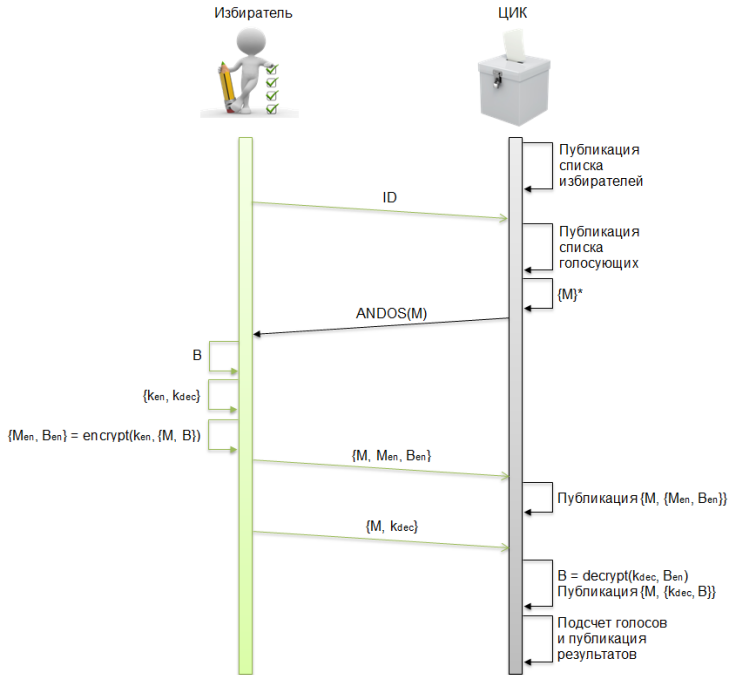 Избиратель
ЦИК
Публикация
списка
избирателей
ID
Публикация
списка
голосующих
{M}*
ANDOS(M)
B
{ken, kdec}
{Men, Ben} = encrypt(ken, {M, B})
{M, Men, Ben}
Публикация {M, {Men, Ben}}
{M, kdec}
B = decrypt(kdec, Ben)
Публикация {M, {kdec, B}}
Подсчет голосов
и публикация
результатов